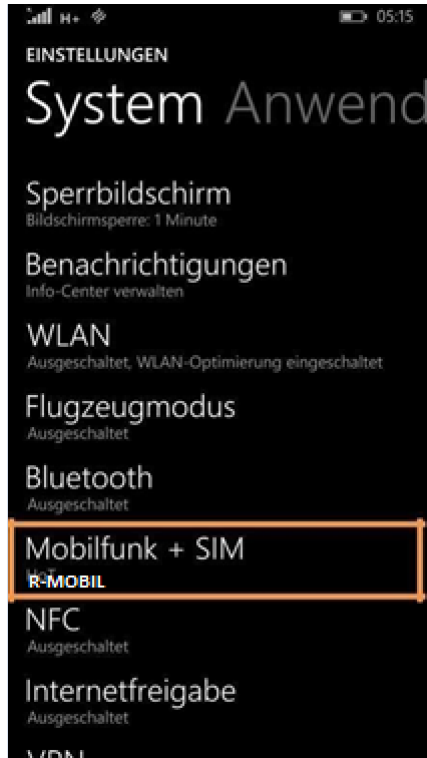 H+ 05:15
EINSTELLUNGEN
System Anwend
Sperrbildschirm
Bildschirmsperre: 1 Minute
Benachrichtigungen
Info-Center verwalten
WLAN
Ausgeschaltet, WLAN-Optimierung eingeschaltet
Flugzeugmodus
Ausgeschaltet
Bluetooth
Ausgeschaltet
Mobilfunk + SIM
R-MOBIL
NFC
Ausgeschaltet
Internetfreigabe
Ausgeschaltet
VPN